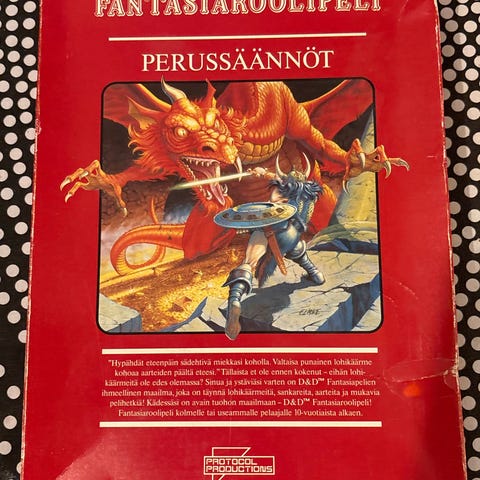 FANTASIAROOLIPELI
PERUSSÄÄNNÖT
ELMORE
"Hypähdät eteenpäin sädehtivä miekkasi koholla. Valtaisa punainen lohikäärme
kohoaa aarteiden päältä eteesi." Tällaista et ole ennen kokenut – eihän lohi-
käärmeitä ole edes olemassa? Sinua ja ystäviäsi varten on D&D™ Fantasiapelien
ihmeellinen maailma, joka on täynnä lohikäärmeitä, sankareita, aarteita ja mukavia
pelihetkiä! Kädessäsi on avain tuohon maailmaan – D&D™ Fantasiaroolipeli!
Fantasiaroolipeli kolmelle tai useammalle pelaajalle 10-vuotiaista alkaen.
PROTOCOL
PRODUCTIONS